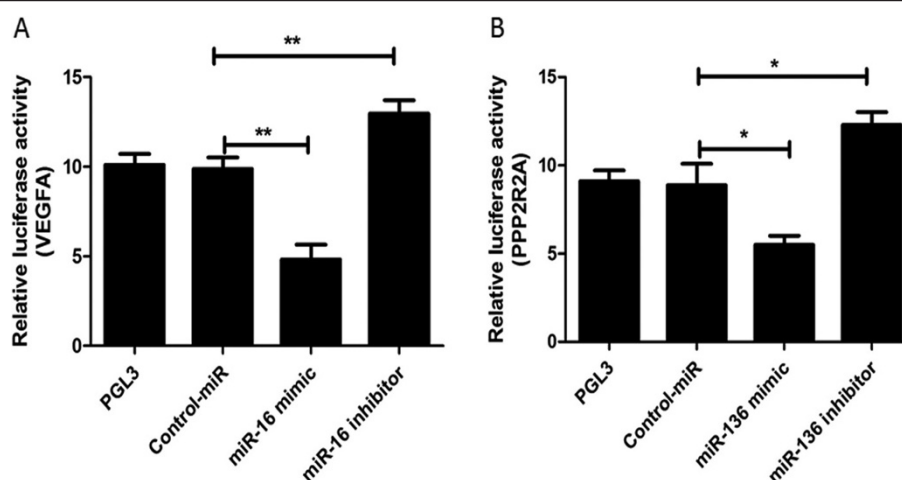 A
Relative luciferase activity
(VEGFA)
15
10
5
0
**
**
PGL3
Control-miR
miR-16 mimic
miR-16 inhibitor
B
Relative luciferase activity
(PPP2R2A)
15
10
5
0
*
*
PGL3
Control-miR
miR-136 mimic
miR-136 inhibitor